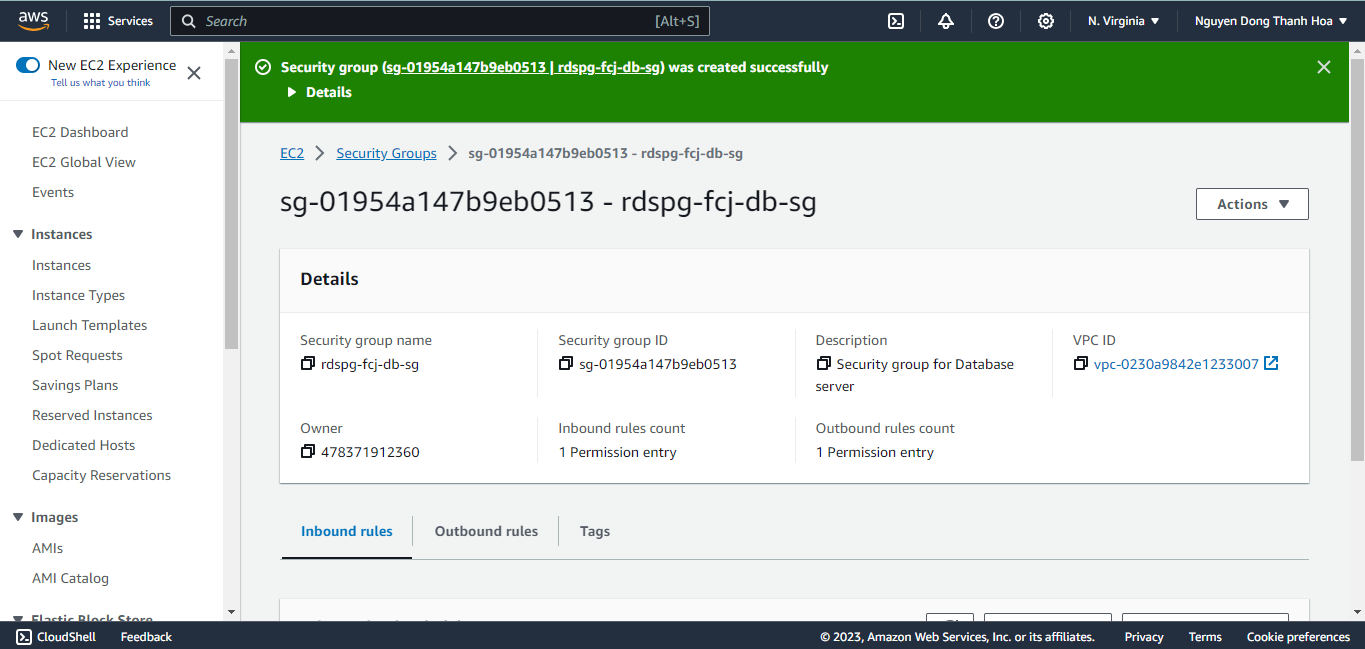 aws
Services
Search
[Alt+S]
N. Virginia
Nguyen Dong Thanh Hoa
New EC2 Experience
Tell us what you think
EC2 Dashboard
EC2 Global View
Events
Instances
Instances
Instance Types
Launch Templates
Spot Requests
Savings Plans
Reserved Instances
Dedicated Hosts
Capacity Reservations
Images
AMIs
AMI Catalog
Elastic Block Store
Security group (sg-01954a147b9eb0513 | rdspg-fcj-db-sg) was created successfully
Details
EC2 > Security Groups > sg-01954a147b9eb0513 - rdspg-fcj-db-sg
sg-01954a147b9eb0513 - rdspg-fcj-db-sg
Actions
Details
Security group name
rdspg-fcj-db-sg
Security group ID
sg-01954a147b9eb0513
Description
Security group for Database
server
VPC ID
vpc-0230a9842e1233007
Owner
478371912360
Inbound rules count
1 Permission entry
Outbound rules count
1 Permission entry
Inbound rules
Outbound rules
Tags
CloudShell
Feedback
© 2023, Amazon Web Services, Inc. or its affiliates.
Privacy
Terms
Cookie preferences